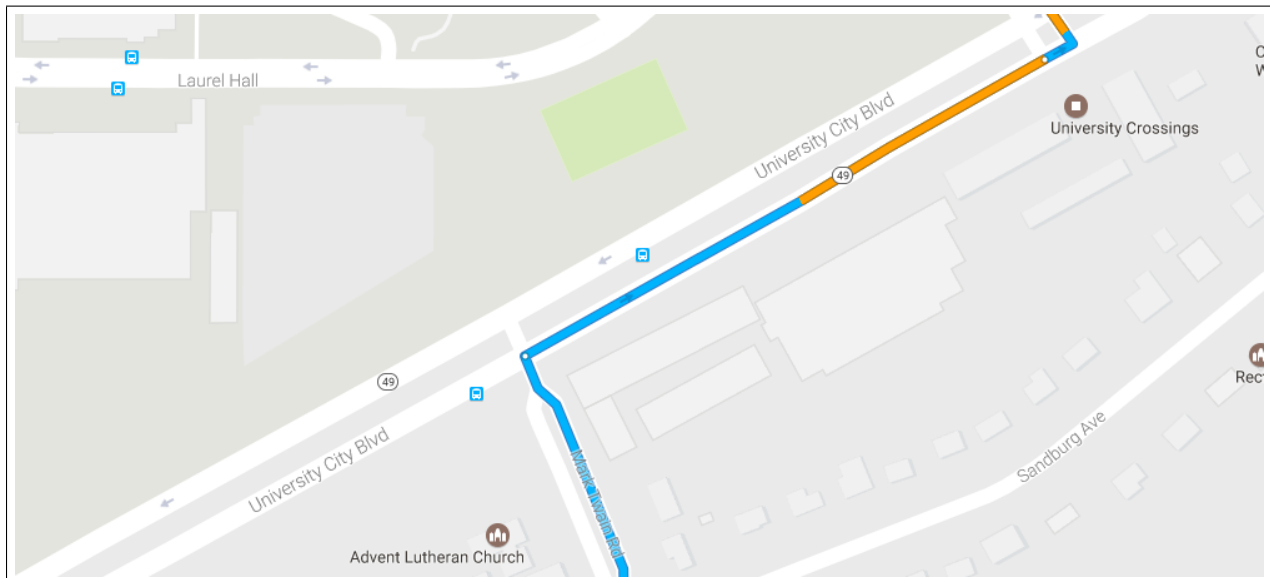 Laurel Hall
University City Blvd
University Crossings
49
49
Rect
Sandburg Ave
University City Blvd
Mark Twain Rd
Advent Lutheran Church